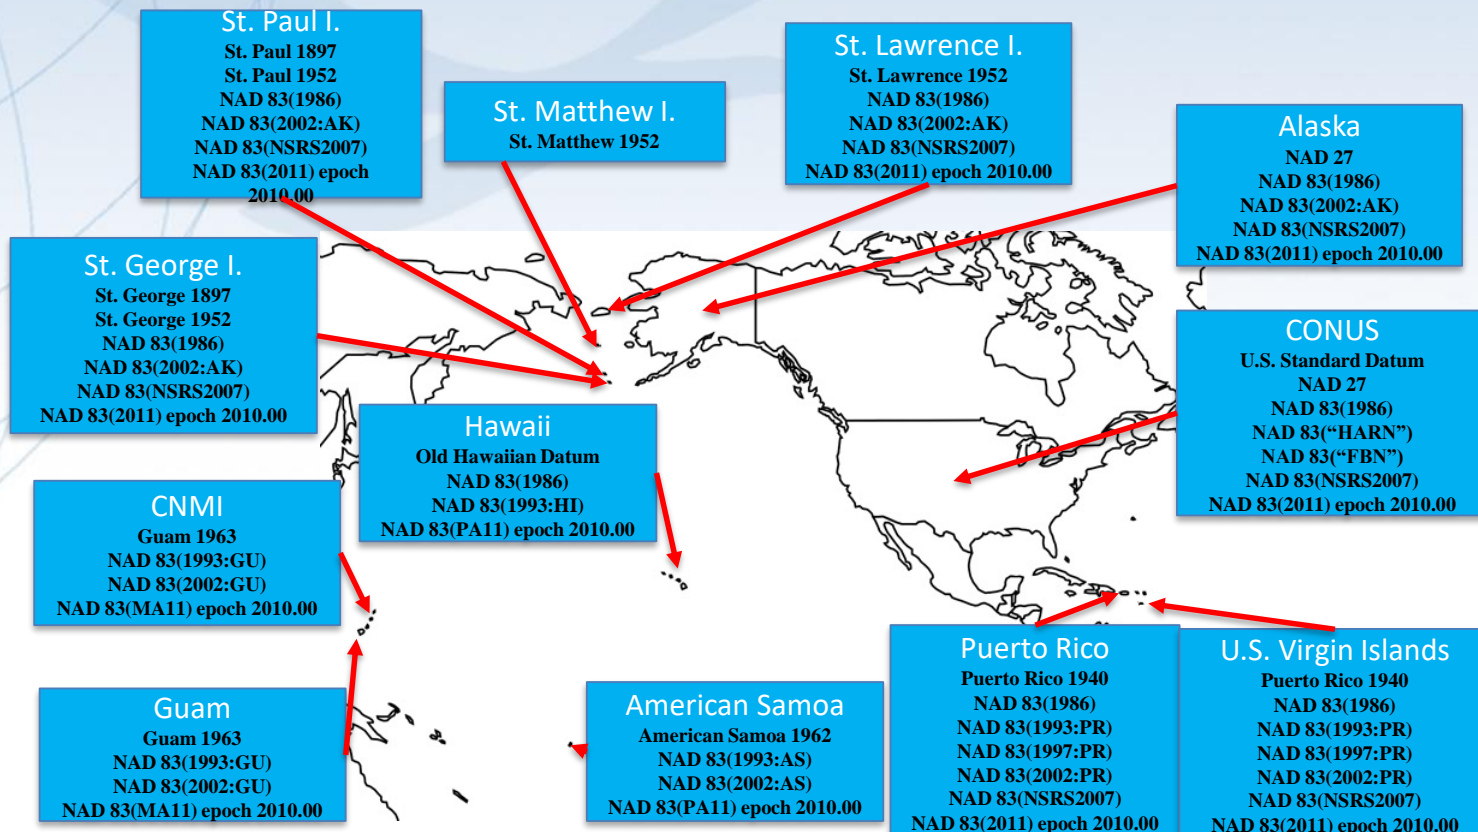 St. Paul I.
St. Paul 1897
St. Paul 1952
NAD 83(1986)
NAD 83(2002:AK)
NAD 83(NSRS2007)
NAD 83(2011) epoch
2010.00
St. Matthew I.
St. Matthew 1952
St. Lawrence I.
St. Lawrence 1952
NAD 83(1986)
NAD 83(2002:AK)
NAD 83(NSRS2007)
NAD 83(2011) epoch 2010.00
Alaska
NAD 27
NAD 83(1986)
NAD 83(2002:AK)
NAD 83(NSRS2007)
NAD 83(2011) epoch 2010.00
St. George I.
St. George 1897
St. George 1952
NAD 83(1986)
NAD 83(2002:AK)
NAD 83(NSRS2007)
NAD 83(2011) epoch 2010.00
CONUS
U.S. Standard Datum
NAD 27
NAD 83(1986)
NAD 83(“HARN”)
NAD 83(“FBN”)
NAD 83(NSRS2007)
NAD 83(2011) epoch 2010.00
Hawaii
Old Hawaiian Datum
NAD 83(1986)
NAD 83(1993:HI)
NAD 83(PA11) epoch 2010.00
CNMI
Guam 1963
NAD 83(1993:GU)
NAD 83(2002:GU)
NAD 83(MA11) epoch 2010.00
Guam
Guam 1963
NAD 83(1993:GU)
NAD 83(2002:GU)
NAD 83(MA11) epoch 2010.00
American Samoa
American Samoa 1962
NAD 83(1993:AS)
NAD 83(2002:AS)
NAD 83(PA11) epoch 2010.00
Puerto Rico
Puerto Rico 1940
NAD 83(1986)
NAD 83(1993:PR)
NAD 83(1997:PR)
NAD 83(2002:PR)
NAD 83(NSRS2007)
NAD 83(2011) epoch 2010.00
U.S. Virgin Islands
Puerto Rico 1940
NAD 83(1986)
NAD 83(1993:PR)
NAD 83(1997:PR)
NAD 83(2002:PR)
NAD 83(NSRS2007)
NAD 83(2011) epoch 2010.00